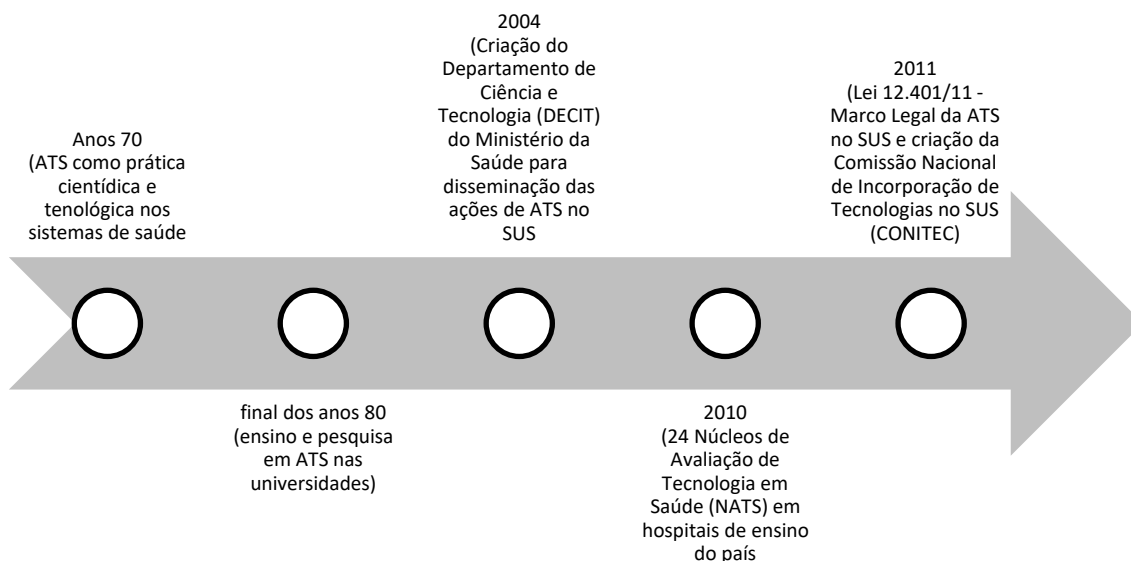 Anos 70
(ATS como prática
científdica e
tenológica nos
sistemas de saúde
final dos anos 80
(ensino e pesquisa
em ATS nas
universidades)
2004
(Criação do
Departamento de
Ciência e
Tecnologia (DECIT)
do Ministério da
Saúde para
disseminação das
ações de ATS no
SUS
2010
(24 Núcleos de
Avaliação de
Tecnologia em
Saúde (NATS) em
hospitais de ensino
do país
2011
(Lei 12.401/11 -
Marco Legal da ATS
no SUS e criação da
Comissão Nacional
de Incorporação de
Tecnologias no SUS
(CONITEC)